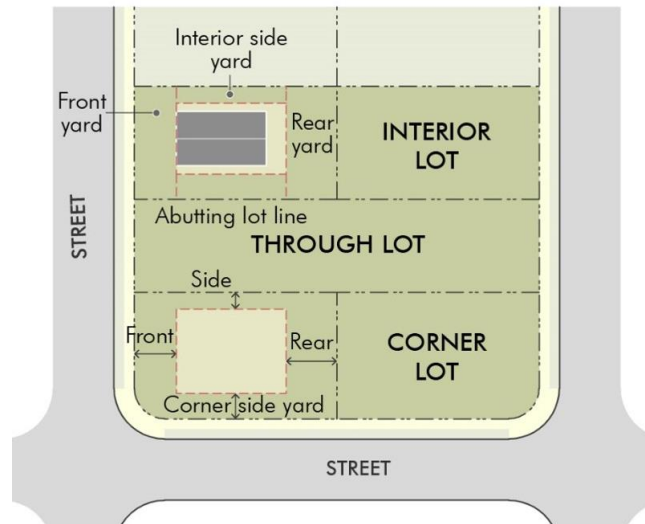 Interior side
yard
Front
yard
Rear
yard
INTERIOR
LOT
STREET
Abutting lot line
THROUGH LOT
Side
Front
Rear
CORNER
LOT
Corner side yard
STREET